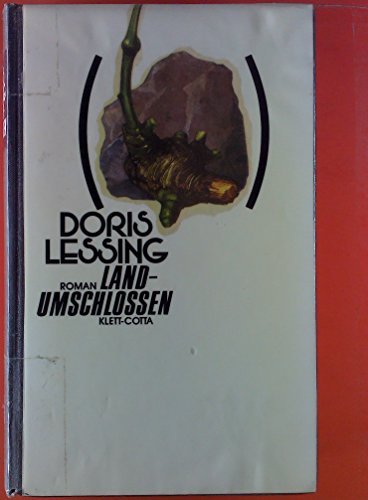 DORIS
LESSING
ROMAN LAND-
UMSCHLOSSEN
KLETT-COTTA